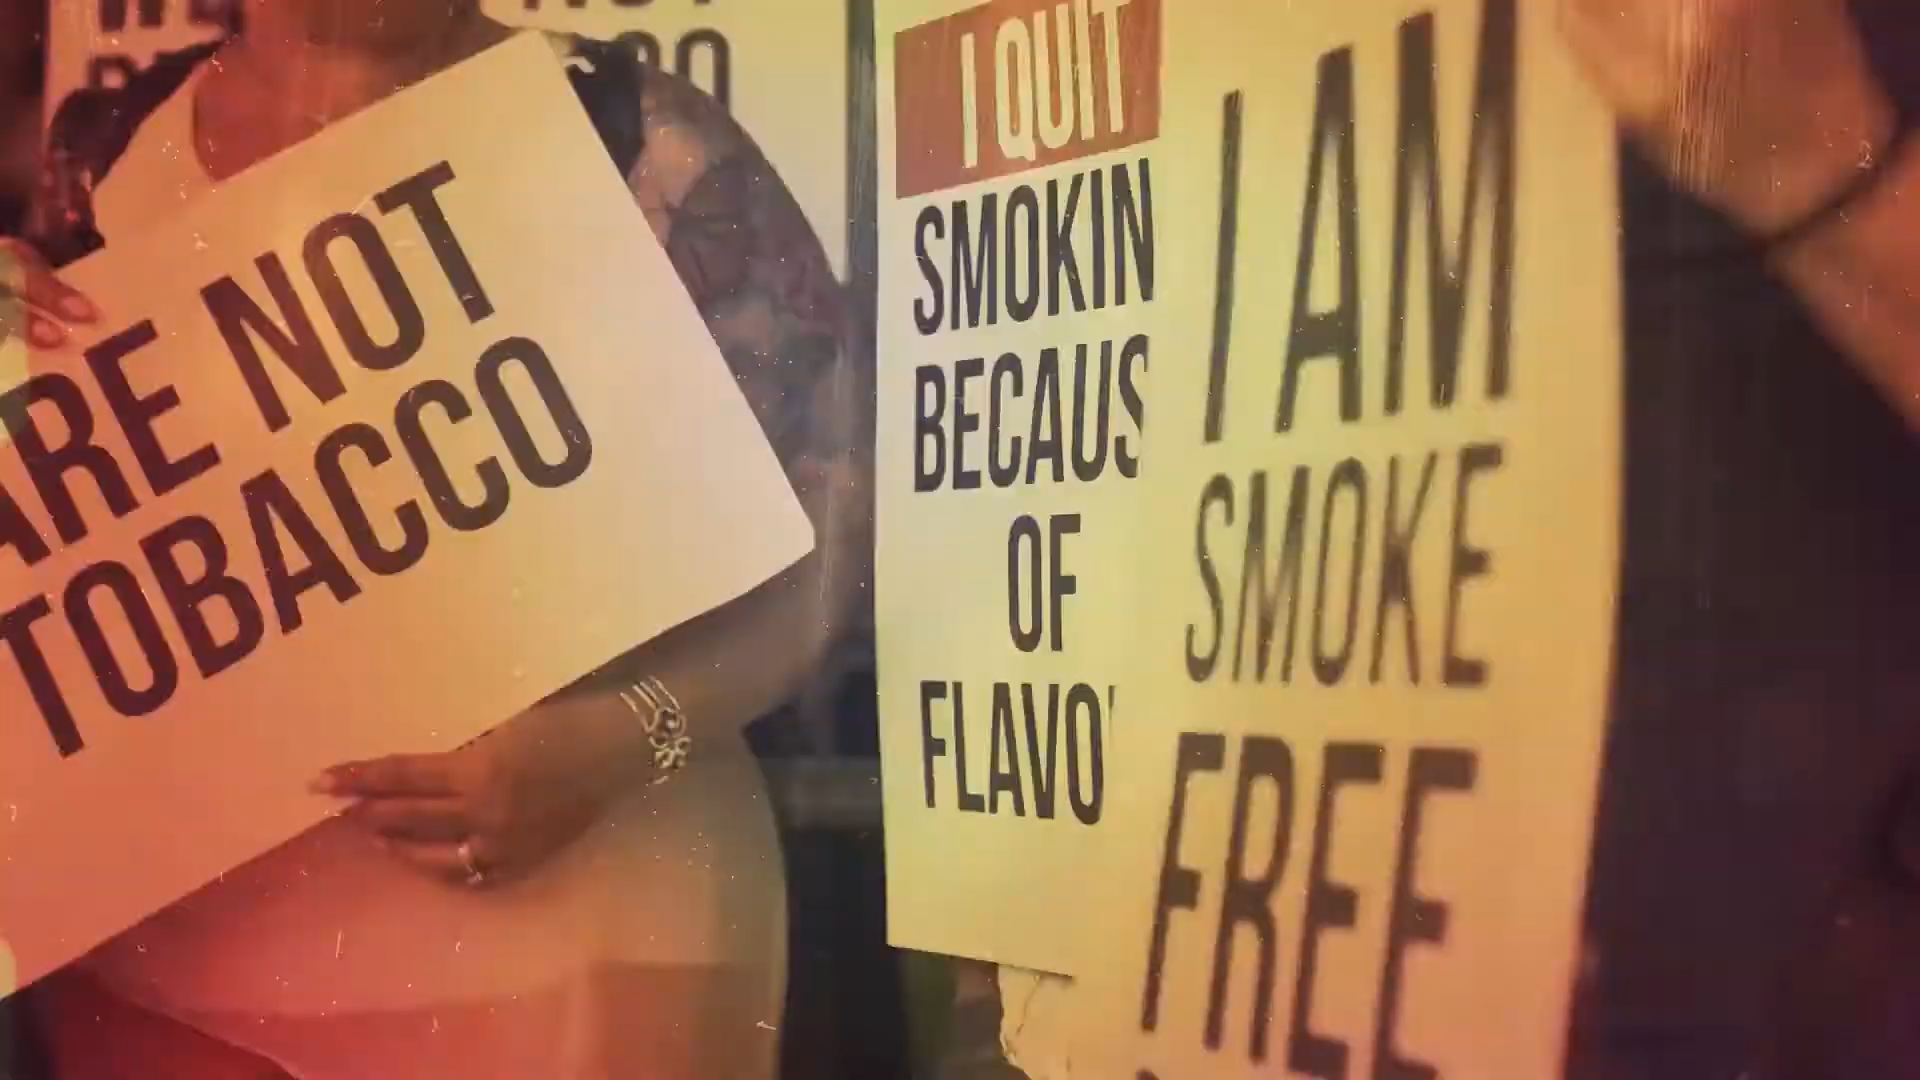 ARE NOT
TOBACCO
I QUIT
SMOKIN
BECAUS
OF
FLAVO
I AM
SMOKE
FREE